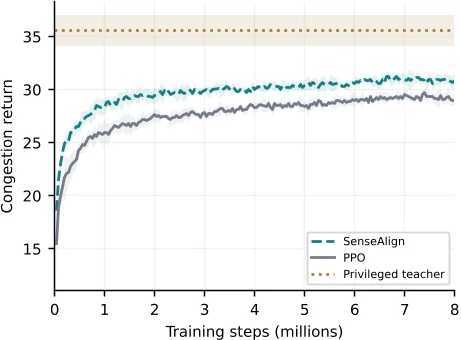 Congestion return
35
30
25
20
15
0 1 2 3 4 5 6 7 8
Training steps (millions)
SenseAlign
PPO
Privileged teacher